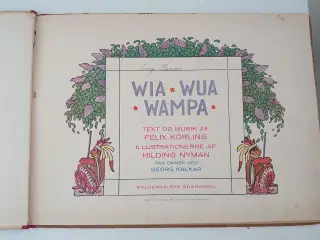 WIA · WUA
· WAMPA ·
TEXT OG MUSIK AF
FELIX KÖRLING
ILLUSTRATIONERNE AF
HILDING NYMAN
PAA DANSK VED
GEORG KALKAR
GYLDENDALSKE BOGHANDEL